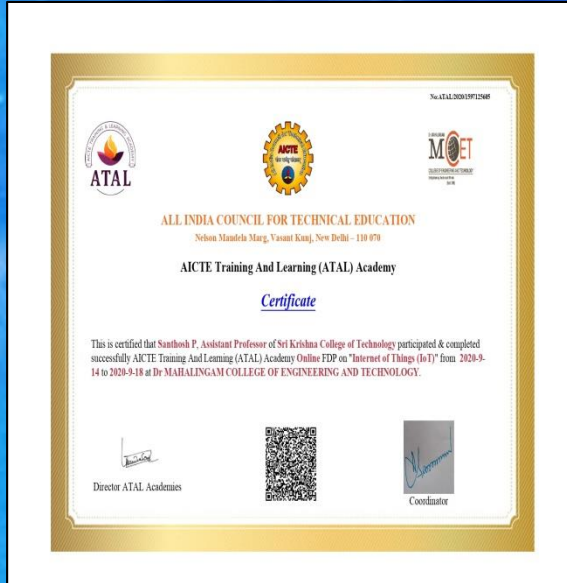 No:ATAL/2020/1597125605
ATAL
AICTE
MCET
ALL INDIA COUNCIL FOR TECHNICAL EDUCATION
Nelson Mandela Marg, Vasant Kunj, New Delhi – 110 070
AICTE Training And Learning (ATAL) Academy
Certificate
This is certified that Santhosh P, Assistant Professor of Sri Krishna College of Technology participated & completed
successfully AICTE Training And Learning (ATAL) Academy Online FDP on "Internet of Things (IoT)" from 2020-9-
14 to 2020-9-18 at Dr MAHALINGAM COLLEGE OF ENGINEERING AND TECHNOLOGY.
Director ATAL Academies
Coordinator